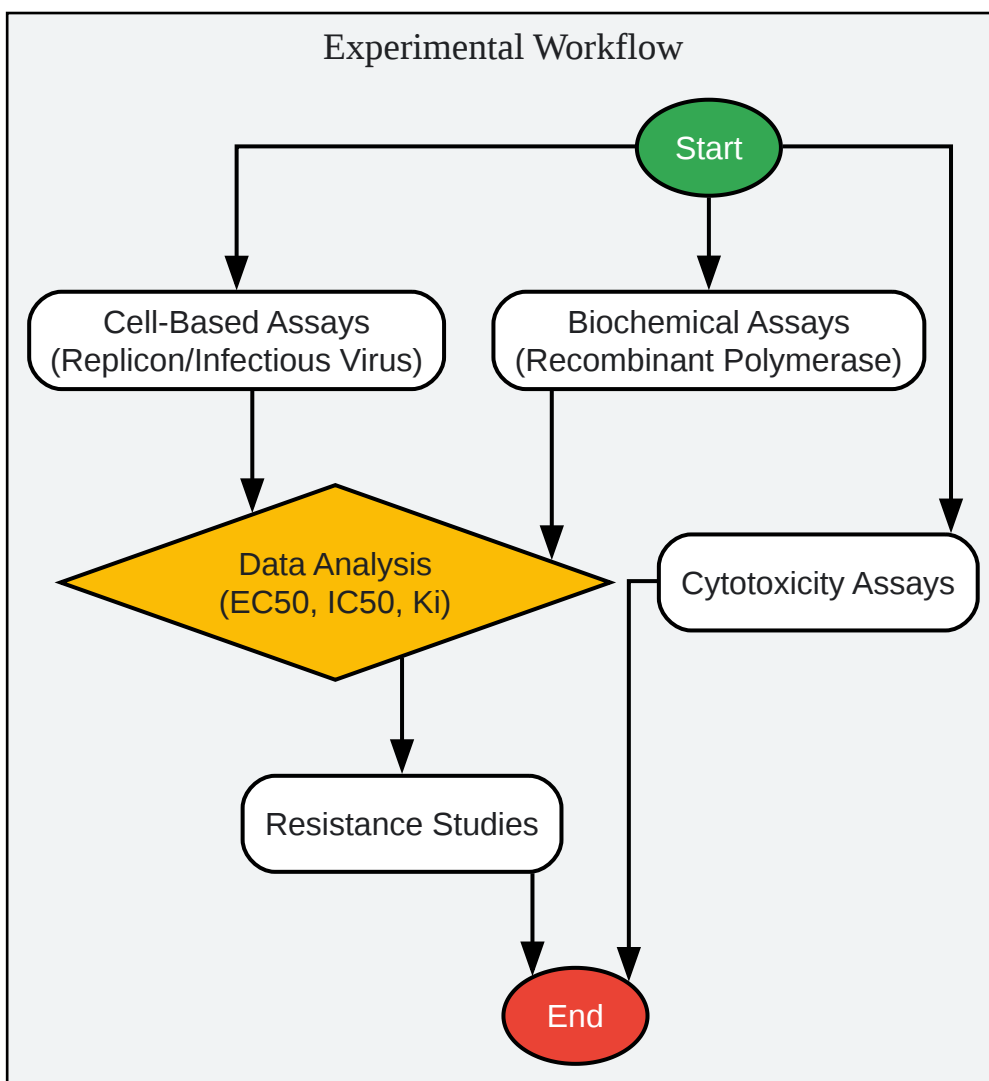 Experimental Workflow
Start
Cell-Based Assays
(Replicon/Infectious Virus)
Biochemical Assays
(Recombinant Polymerase)
Data Analysis
(EC50, IC50, Ki)
Cytotoxicity Assays
Resistance Studies
End